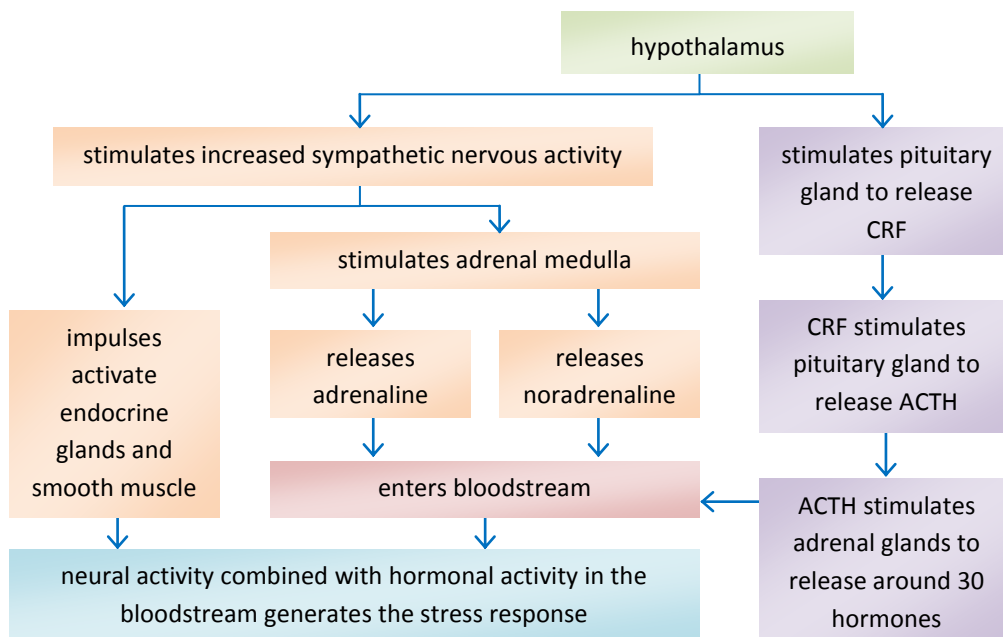 hypothalamus
stimulates increased sympathetic nervous activity
stimulates pituitary
gland to release
CRF
stimulates adrenal medulla
impulses
activate
endocrine
glands and
smooth muscle
releases
adrenaline
releases
noradrenaline
CRF stimulates
pituitary gland to
release ACTH
enters bloodstream
ACTH stimulates
adrenal glands to
release around 30
hormones
neural activity combined with hormonal activity in the
bloodstream generates the stress response